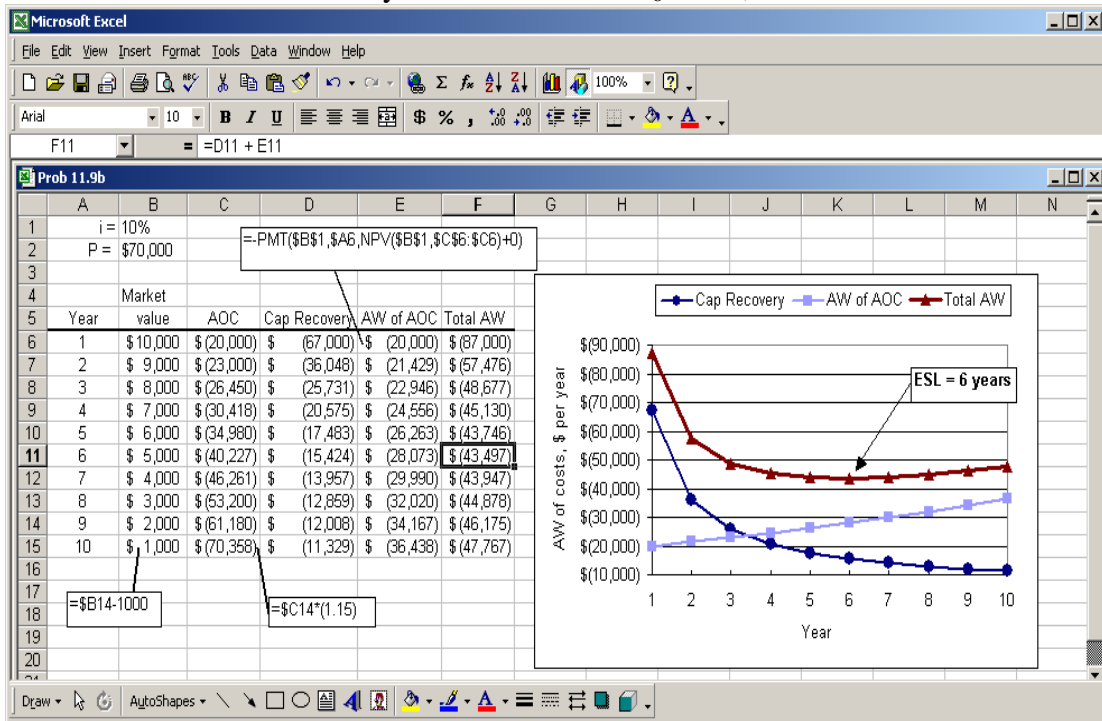 Microsoft Excel
File Edit View Insert Format Tools Data Window Help
100%
Arial 10 B I U $ % ,
F11 = =D11 + E11
Prob 11.9b
A B C D E F G H I J K L M N
1 i = 10%
2 P = $70,000
=-PMT($B$1,$A6,NPV($B$1,$C$6:$C6)+0)
3
4 Market
5 Year value AOC Cap Recovery AW of AOC Total AW
6 1 $10,000 $(20,000) $ (67,000) $ (20,000) $(87,000)
7 2 $ 9,000 $(23,000) $ (36,048) $ (21,429) $(57,476)
8 3 $ 8,000 $(26,450) $ (25,731) $ (22,946) $(48,677)
9 4 $ 7,000 $(30,418) $ (20,575) $ (24,556) $(45,130)
10 5 $ 6,000 $(34,980) $ (17,483) $ (26,263) $(43,746)
11 6 $ 5,000 $(40,227) $ (15,424) $ (28,073) $(43,497)
12 7 $ 4,000 $(46,261) $ (13,957) $ (29,990) $(43,947)
13 8 $ 3,000 $(53,200) $ (12,859) $ (32,020) $(44,878)
14 9 $ 2,000 $(61,180) $ (12,008) $ (34,167) $(46,175)
15 10 $ 1,000 $(70,358) $ (11,329) $ (36,438) $(47,767)
16
17
18
19
20
=$B14-1000
=$C14*(1.15)
Cap Recovery AW of AOC Total AW
AW of costs, $ per year
$(90,000)
$(80,000)
$(70,000)
$(60,000)
$(50,000)
$(40,000)
$(30,000)
$(20,000)
$(10,000)
ESL = 6 years
1 2 3 4 5 6 7 8 9 10
Year
Draw AutoShapes